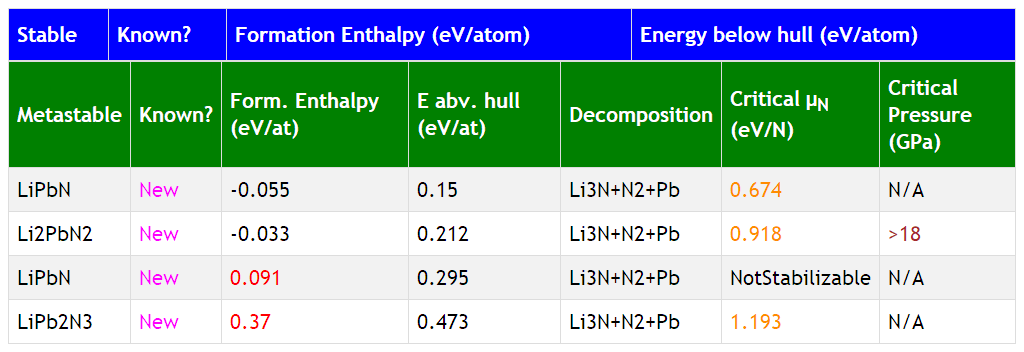 Stable Known? Formation Enthalpy (eV/atom) Energy below hull (eV/atom)
Metastable Known? Form. Enthalpy (eV/at) E abv. hull (eV/at) Decomposition Critical μN (eV/N) Critical Pressure (GPa)
LiPbN New -0.055 0.15 Li3N+N2+Pb 0.674 N/A
Li2PbN2 New -0.033 0.212 Li3N+N2+Pb 0.918 >18
LiPbN New 0.091 0.295 Li3N+N2+Pb NotStabilizable N/A
LiPb2N3 New 0.37 0.473 Li3N+N2+Pb 1.193 N/A